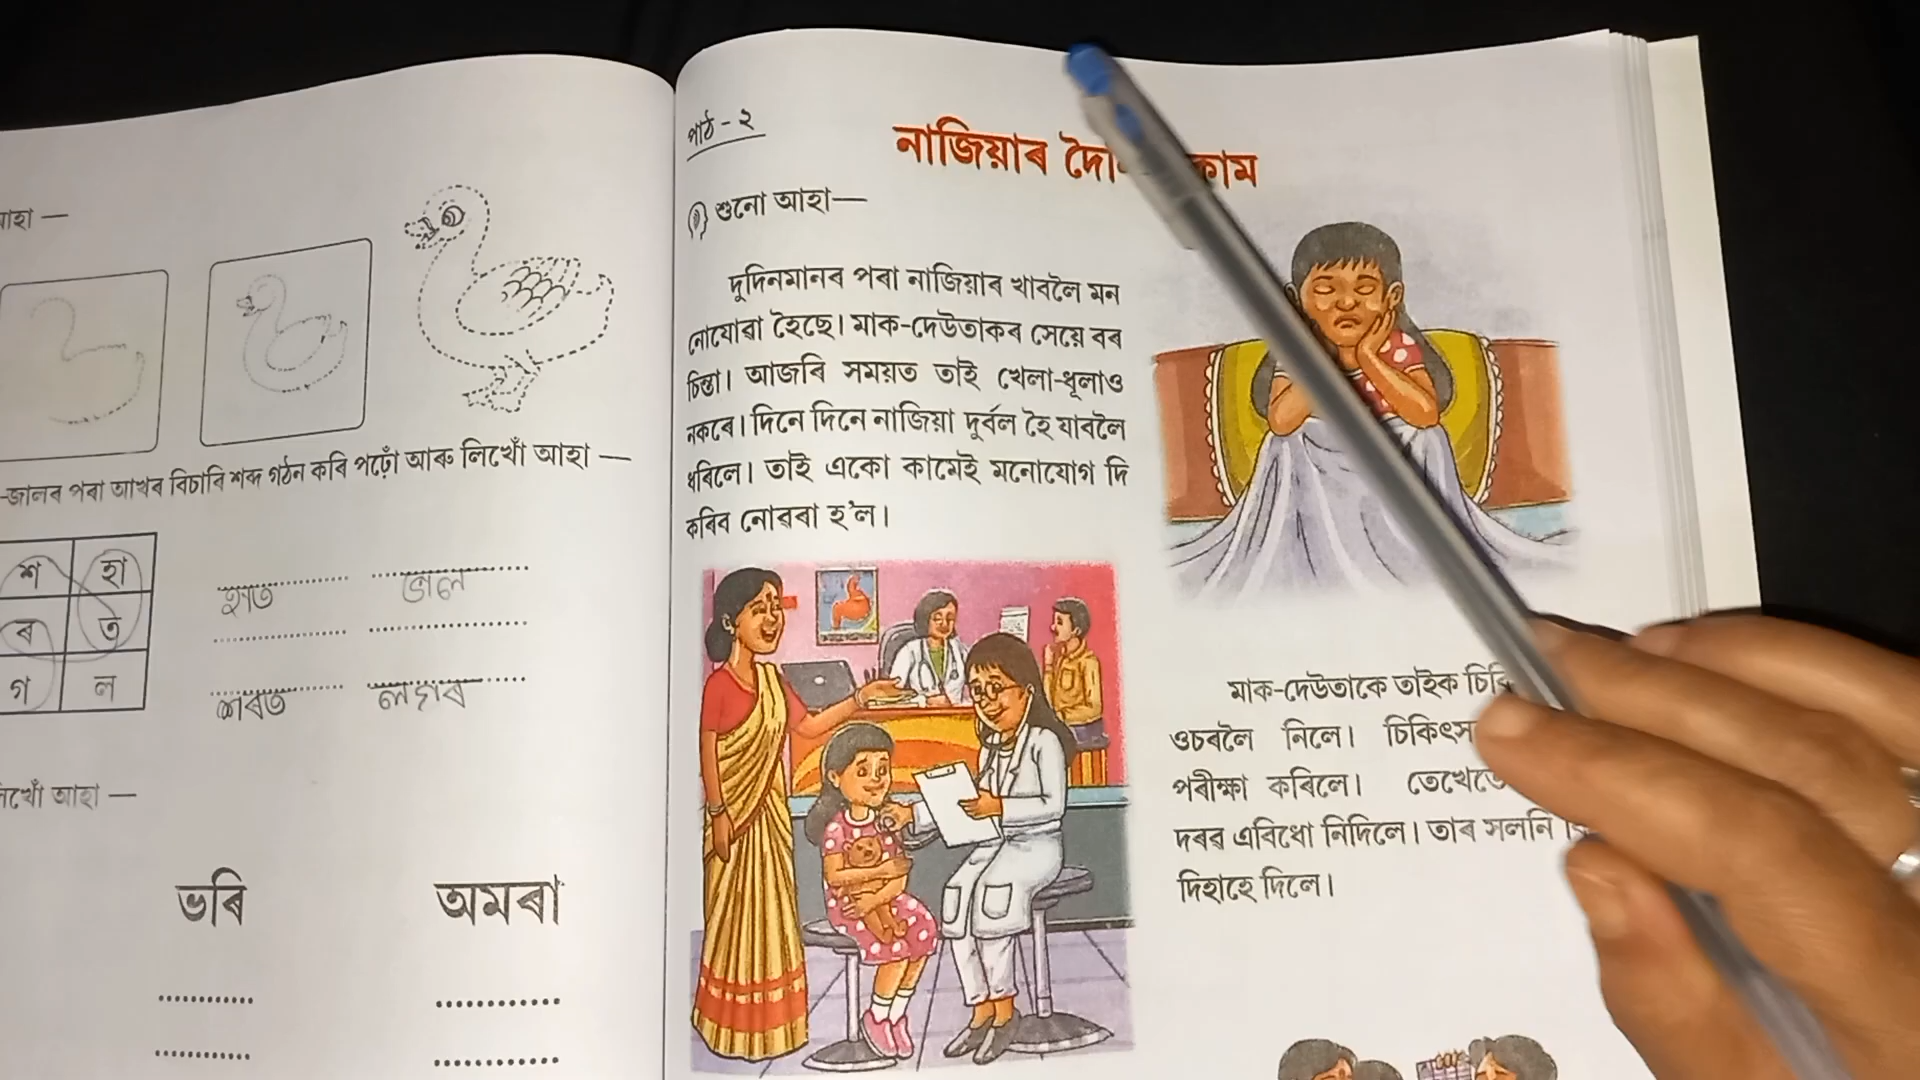 আহা —
-জালৰ পৰা আখৰ বিচাৰি শব্দ গঠন কৰি পঢ়োঁ আৰু লিখোঁ আহা —
শ হা
ৰ ত
গ ল
হাত ভাল
শৰত লগৰ
লিখোঁ আহা —
ভৰি অমৰা
পাঠ - ২
নাজিয়াৰ কাম
শুনো আহা—
দুদিনমানৰ পৰা নাজিয়াৰ খাবলৈ মন
নোযোৱা হৈছে। মাক-দেউতাকৰ সেয়ে বৰ
চিন্তা। আজৰি সময়ত তাই খেলা-ধূলাও
নকৰে। দিনে দিনে নাজিয়া দুৰ্বল হৈ যাবলৈ
ধৰিলে। তাই একো কামেই মনোযোগ দি
কৰিব নোৱৰা হ'ল।
মাক-দেউতাকে তাইক
ওচৰলৈ নিলে।
পৰীক্ষা কৰিলে।
দৰৱ এবিধো নিদিলে। তাৰ সলনি
দিহাহে দিলে।